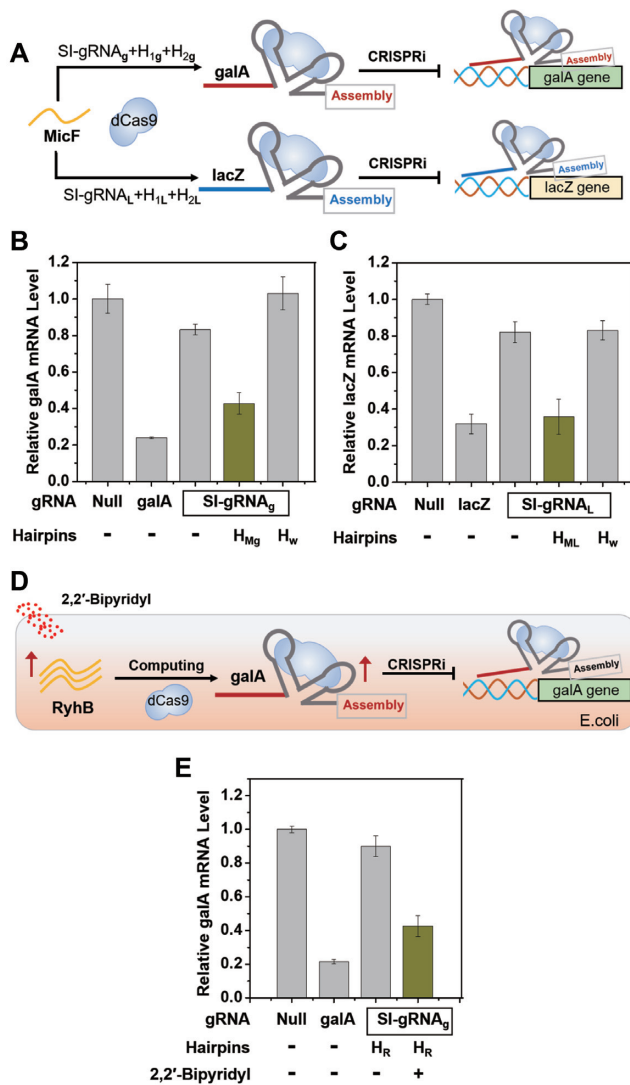 A
SI-gRNAg+H1g+H2g
galA
CRISPRi
Assembly
Assembly
galA gene
MicF
dCas9
lacZ
CRISPRi
Assembly
Assembly
lacZ gene
SI-gRNAL+H1L+H2L
B
Relative galA mRNA Level
1.2
1.0
0.8
0.6
0.4
0.2
0.0
gRNA Null galA SI-gRNAg
Hairpins - - - HMg Hw
C
Relative lacZ mRNA Level
1.2
1.0
0.8
0.6
0.4
0.2
0.0
gRNA Null lacZ SI-gRNAL
Hairpins - - - HML Hw
D
2,2′-Bipyridyl
RyhB
Computing
dCas9
galA
Assembly
CRISPRi
Assembly
galA gene
E.coli
E
Relative galA mRNA Level
1.2
1.0
0.8
0.6
0.4
0.2
0.0
gRNA Null galA SI-gRNAg
Hairpins - - HR HR
2,2′-Bipyridyl - - - +